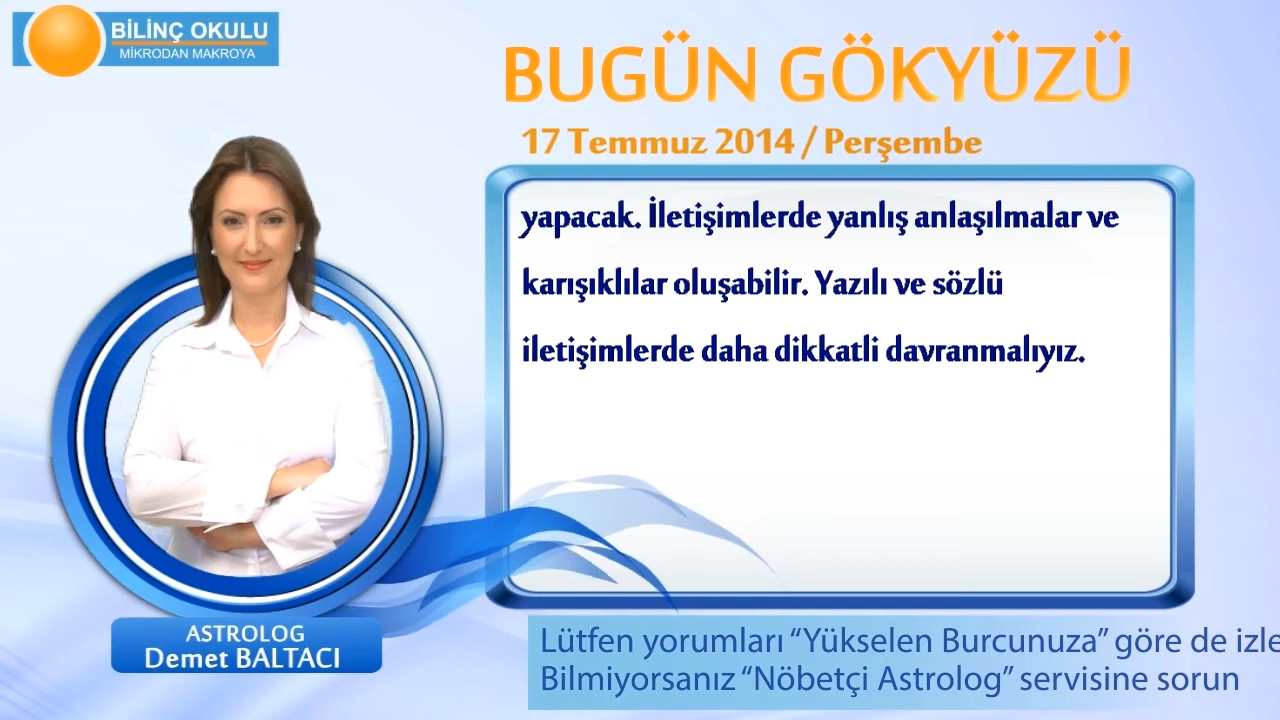 BİLİNÇ OKULU
MİKRODAN MAKROYA
BUGÜN GÖKYÜZÜ
17 Temmuz 2014 / Perşembe
yapacak. İletişimlerde yanlış anlaşılmalar ve
karışıklılar oluşabilir. Yazılı ve sözlü
iletişimlerde daha dikkatli davranmalıyız.
ASTROLOG
Demet BALTACI
Lütfen yorumları “Yükselen Burcunuza” göre de izle
Bilmiyorsanız “Nöbetçi Astrolog” servisine sorun